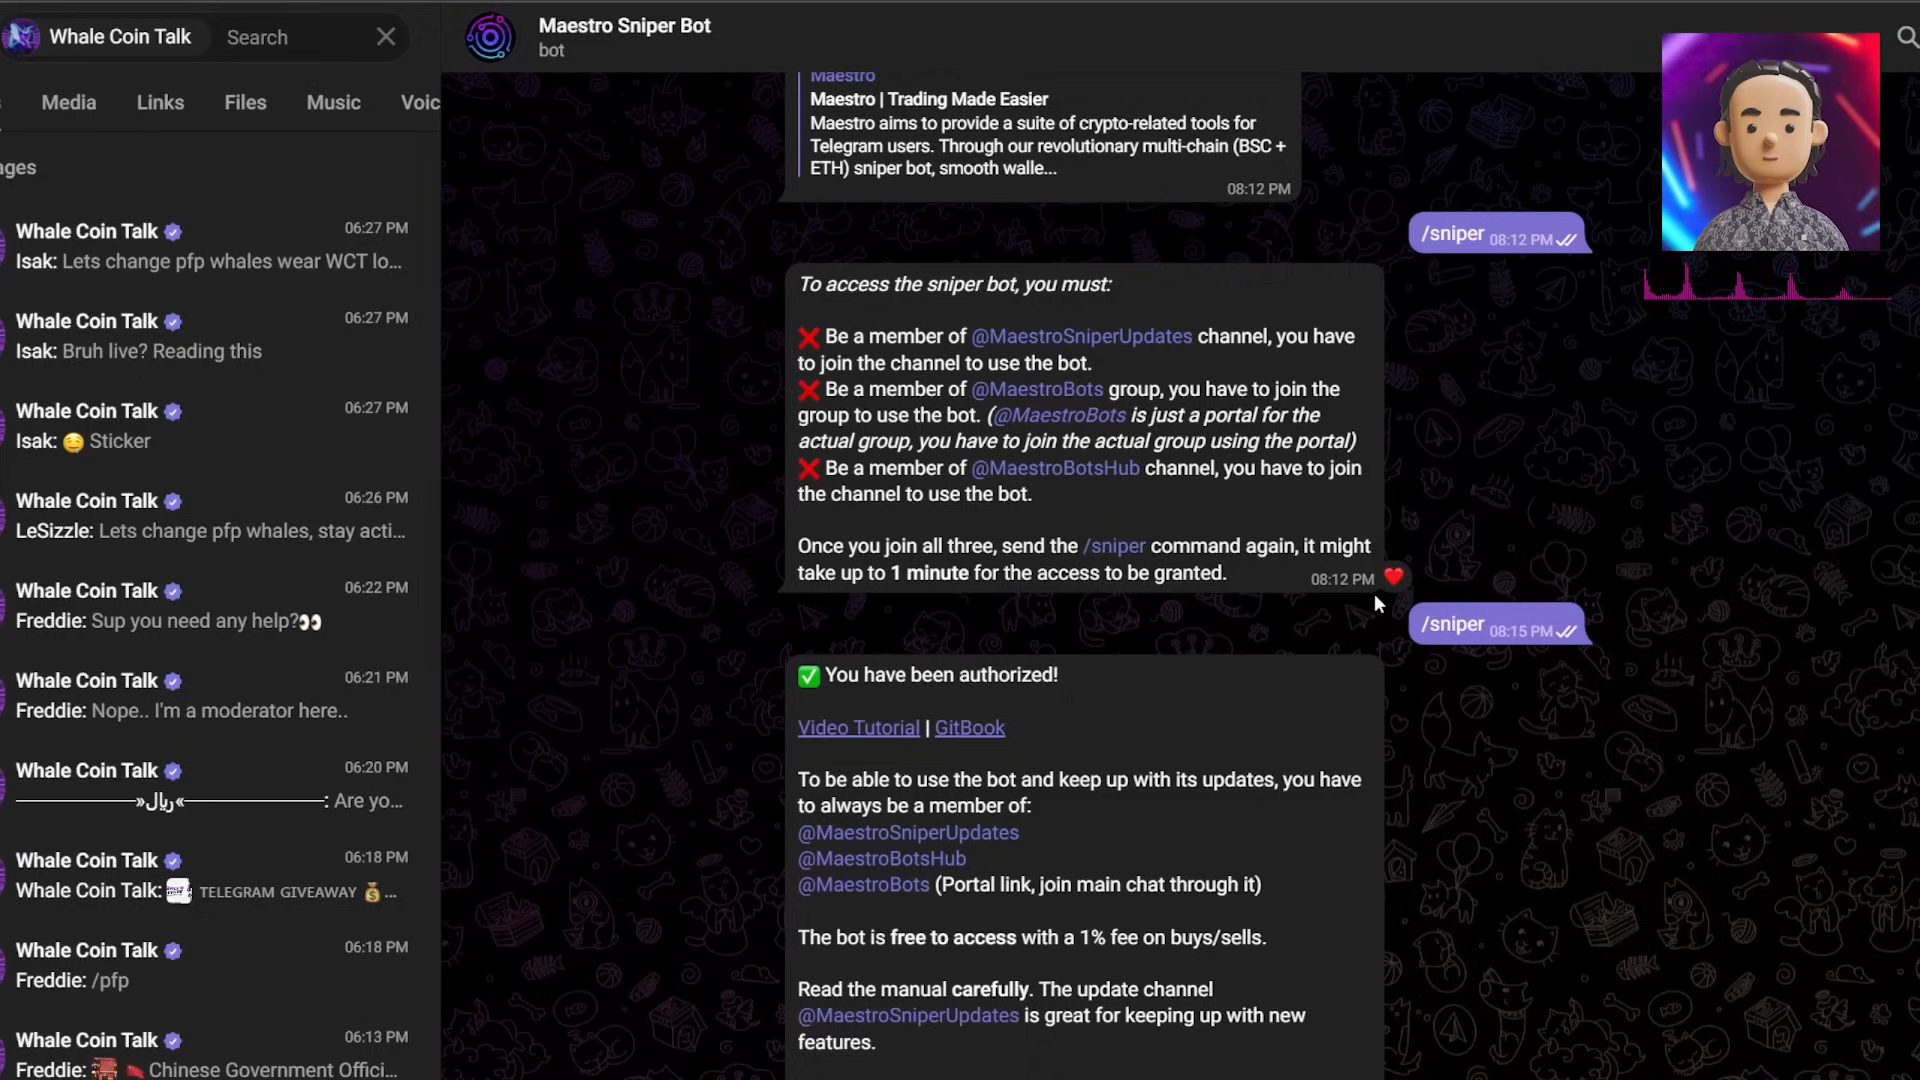 Whale Coin Talk
Search
Media
Links
Files
Music
Voic
ages
Whale Coin Talk
06:27 PM
Isak: Lets change pfp whales wear WCT lo...
Whale Coin Talk
06:27 PM
Isak: Bruh live? Reading this
Whale Coin Talk
06:27 PM
Isak: 🤤 Sticker
Whale Coin Talk
06:26 PM
LeSizzle: Lets change pfp whales, stay acti...
Whale Coin Talk
06:22 PM
Freddie: Sup you need any help?👀
Whale Coin Talk
06:21 PM
Freddie: Nope.. I'm a moderator here..
Whale Coin Talk
06:20 PM
»ریال«: Are yo...
Whale Coin Talk
06:18 PM
Whale Coin Talk: TELEGRAM GIVEAWAY 💰...
Whale Coin Talk
06:18 PM
Freddie: /pfp
Whale Coin Talk
06:13 PM
Freddie: Chinese Government Offici...
Maestro Sniper Bot
bot
Maestro
Maestro | Trading Made Easier
Maestro aims to provide a suite of crypto-related tools for
Telegram users. Through our revolutionary multi-chain (BSC +
ETH) sniper bot, smooth walle...
08:12 PM
/sniper 08:12 PM
To access the sniper bot, you must:
❌ Be a member of @MaestroSniperUpdates channel, you have
to join the channel to use the bot.
❌ Be a member of @MaestroBots group, you have to join the
group to use the bot. (@MaestroBots is just a portal for the
actual group, you have to join the actual group using the portal)
❌ Be a member of @MaestroBotsHub channel, you have to join
the channel to use the bot.
Once you join all three, send the /sniper command again, it might
take up to 1 minute for the access to be granted.
08:12 PM ❤️
/sniper 08:15 PM
✅ You have been authorized!
Video Tutorial | GitBook
To be able to use the bot and keep up with its updates, you have
to always be a member of:
@MaestroSniperUpdates
@MaestroBotsHub
@MaestroBots (Portal link, join main chat through it)
The bot is free to access with a 1% fee on buys/sells.
Read the manual carefully. The update channel
@MaestroSniperUpdates is great for keeping up with new
features.